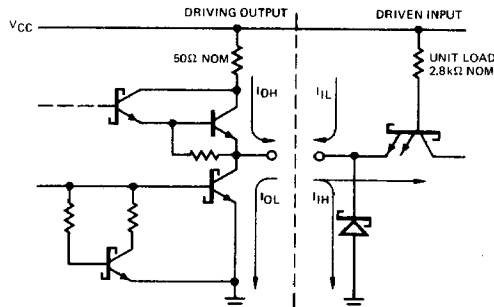 DRIVING OUTPUT
DRIVEN INPUT
VCC
50Ω NOM
UNIT LOAD
2.8kΩ NOM
IOH
IIL
IOL
IIH